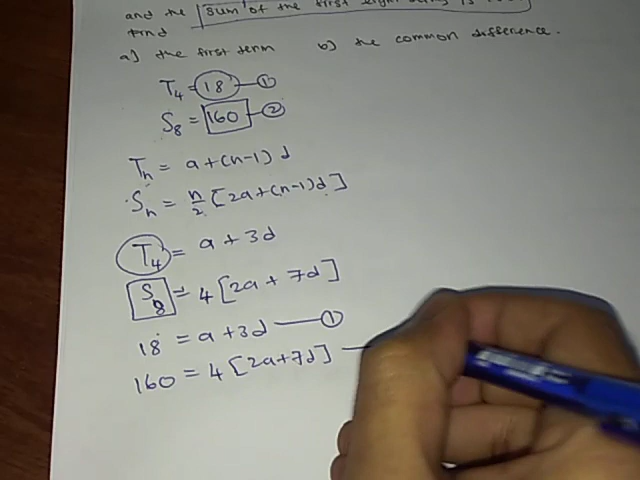 and the sum of the first eight terms is
find
a) the first term b) the common difference.
T4 = 18 — ①
S8 = 160 — ②
Tn = a+(n-1) d
Sn = n/2 [2a+(n-1)d]
T4 = a + 3d
S8 = 4 [2a + 7d]
18 = a+3d — ①
160 = 4 [2a+7d] —